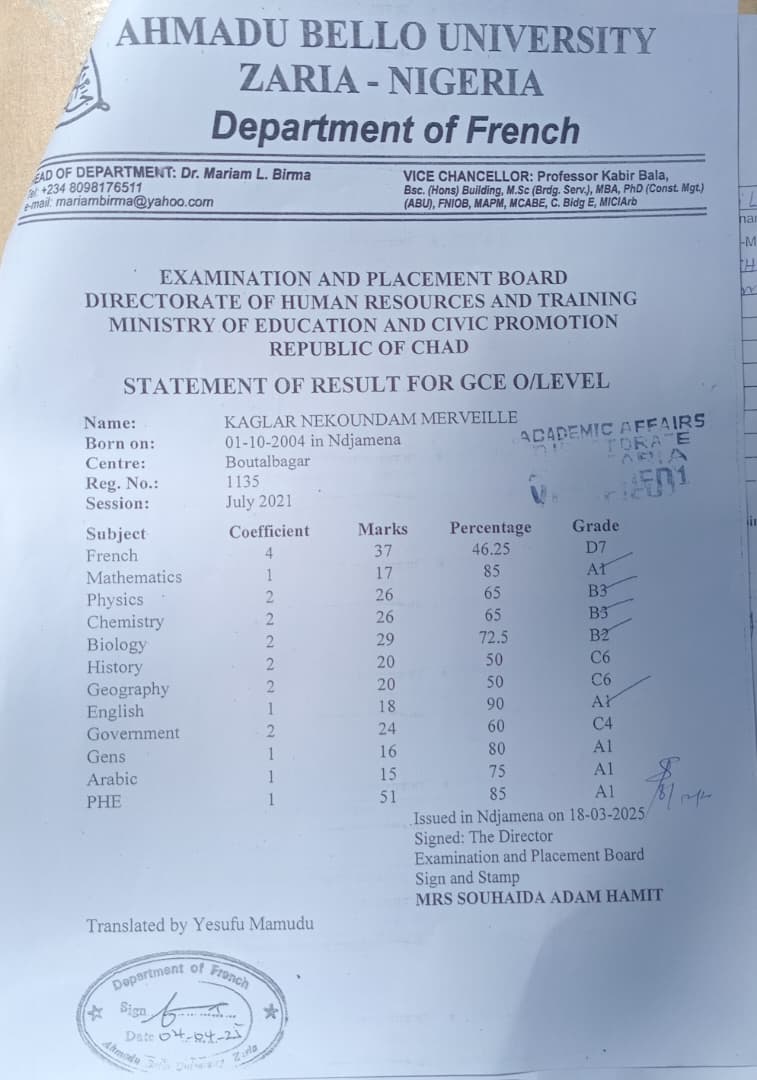 AHMADU BELLO UNIVERSITY
ZARIA - NIGERIA
Department of French
EAD OF DEPARTMENT: Dr. Mariam L. Birma
Tel: +234 8098176511
e-mail: mariambirma@yahoo.com
VICE CHANCELLOR: Professor Kabir Bala,
Bsc. (Hons) Building, M.Sc (Brdg. Serv.), MBA, PhD (Const. Mgt.)
(ABU), FNIOB, MAPM, MCABE, C. Bidg E, MICIArb
EXAMINATION AND PLACEMENT BOARD
DIRECTORATE OF HUMAN RESOURCES AND TRAINING
MINISTRY OF EDUCATION AND CIVIC PROMOTION
REPUBLIC OF CHAD
STATEMENT OF RESULT FOR GCE O/LEVEL
Name: KAGLAR NEKOUNDAM MERVEILLE
Born on: 01-10-2004 in Ndjamena
Centre: Boutalbagar
Reg. No.: 1135
Session: July 2021
ACADEMIC AFFAIRS
Subject Coefficient Marks Percentage Grade
French 4 37 46.25 D7
Mathematics 1 17 85 A1
Physics 2 26 65 B3
Chemistry 2 26 65 B3
Biology 2 29 72.5 B2
History 2 20 50 C6
Geography 2 20 50 C6
English 1 18 90 A1
Government 2 24 60 C4
Gens 1 16 80 A1
Arabic 1 15 75 A1
PHE 1 51 85 A1
Issued in Ndjamena on 18-03-2025
Signed: The Director
Examination and Placement Board
Sign and Stamp
MRS SOUHAIDA ADAM HAMIT
Translated by Yesufu Mamudu
Department of French
Sign
Date 04-04-25
Ahmadu Bello University Zaria